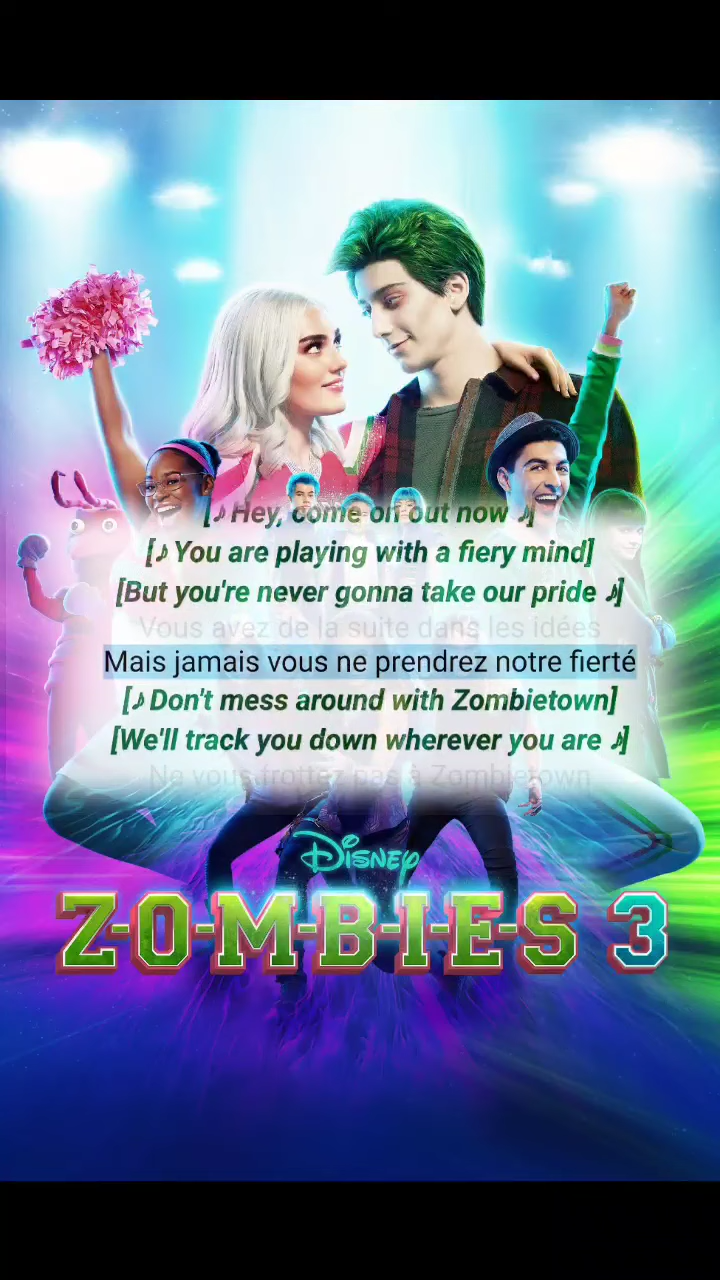 [♪ Hey, come on out now ♪]
[♪ You are playing with a fiery mind]
[But you're never gonna take our pride ♪]
Vous avez de la suite dans les idées
Mais jamais vous ne prendrez notre fierté
[♪ Don't mess around with Zombietown]
[We'll track you down wherever you are ♪]
Ne vous frottez pas à Zombietown
DISNEY
Z-O-M-B-I-E-S 3